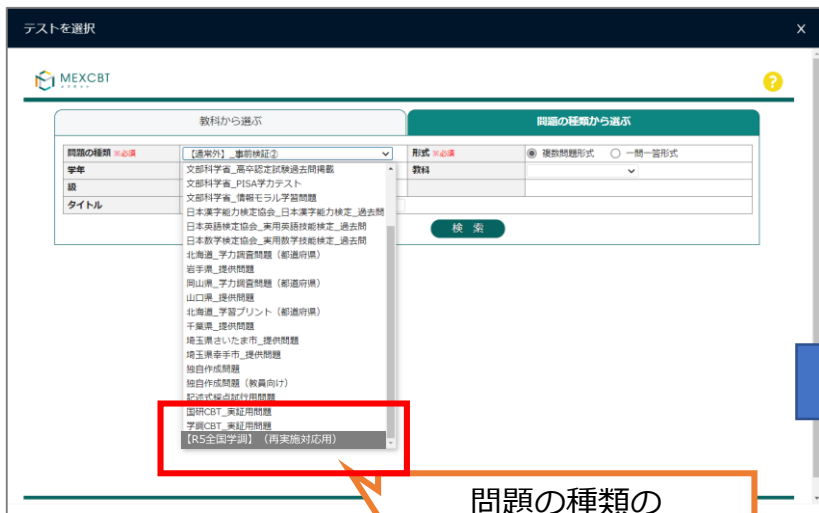 テストを選択 X
MEXCBT
メクビット
?
教科から選ぶ 問題の種類から選ぶ
問題の種類 ※必須 【通常外】_事前検証② 形式 ※必須 複数問題形式 一問一答形式
学年 教科
級
タイトル
検 索
文部科学省_高卒認定試験過去問掲載
文部科学省_PISA学力テスト
文部科学省_情報モラル学習問題
日本漢字能力検定協会_日本漢字能力検定_過去問
日本英語検定協会_実用英語技能検定_過去問
日本数学検定協会_実用数学技能検定_過去問
北海道_学力調査問題（都道府県）
岩手県_提供問題
岡山県_学力調査問題（都道府県）
山口県_提供問題
北海道_学習プリント（都道府県）
千葉県_提供問題
埼玉県さいたま市_提供問題
埼玉県幸手市_提供問題
独自作成問題
独自作成問題（教員向け）
記述式採点試行用問題
国研CBT_実証用問題
学調CBT_実証用問題
【R5全国学調】（再実施対応用）
問題の種類の